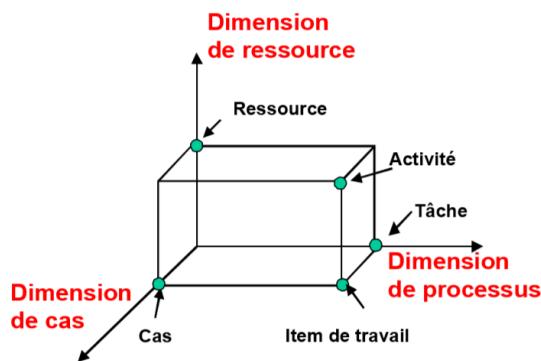 Dimension
de ressource
Ressource
Activité
Tâche
Dimension
de processus
Dimension
de cas
Cas
Item de travail